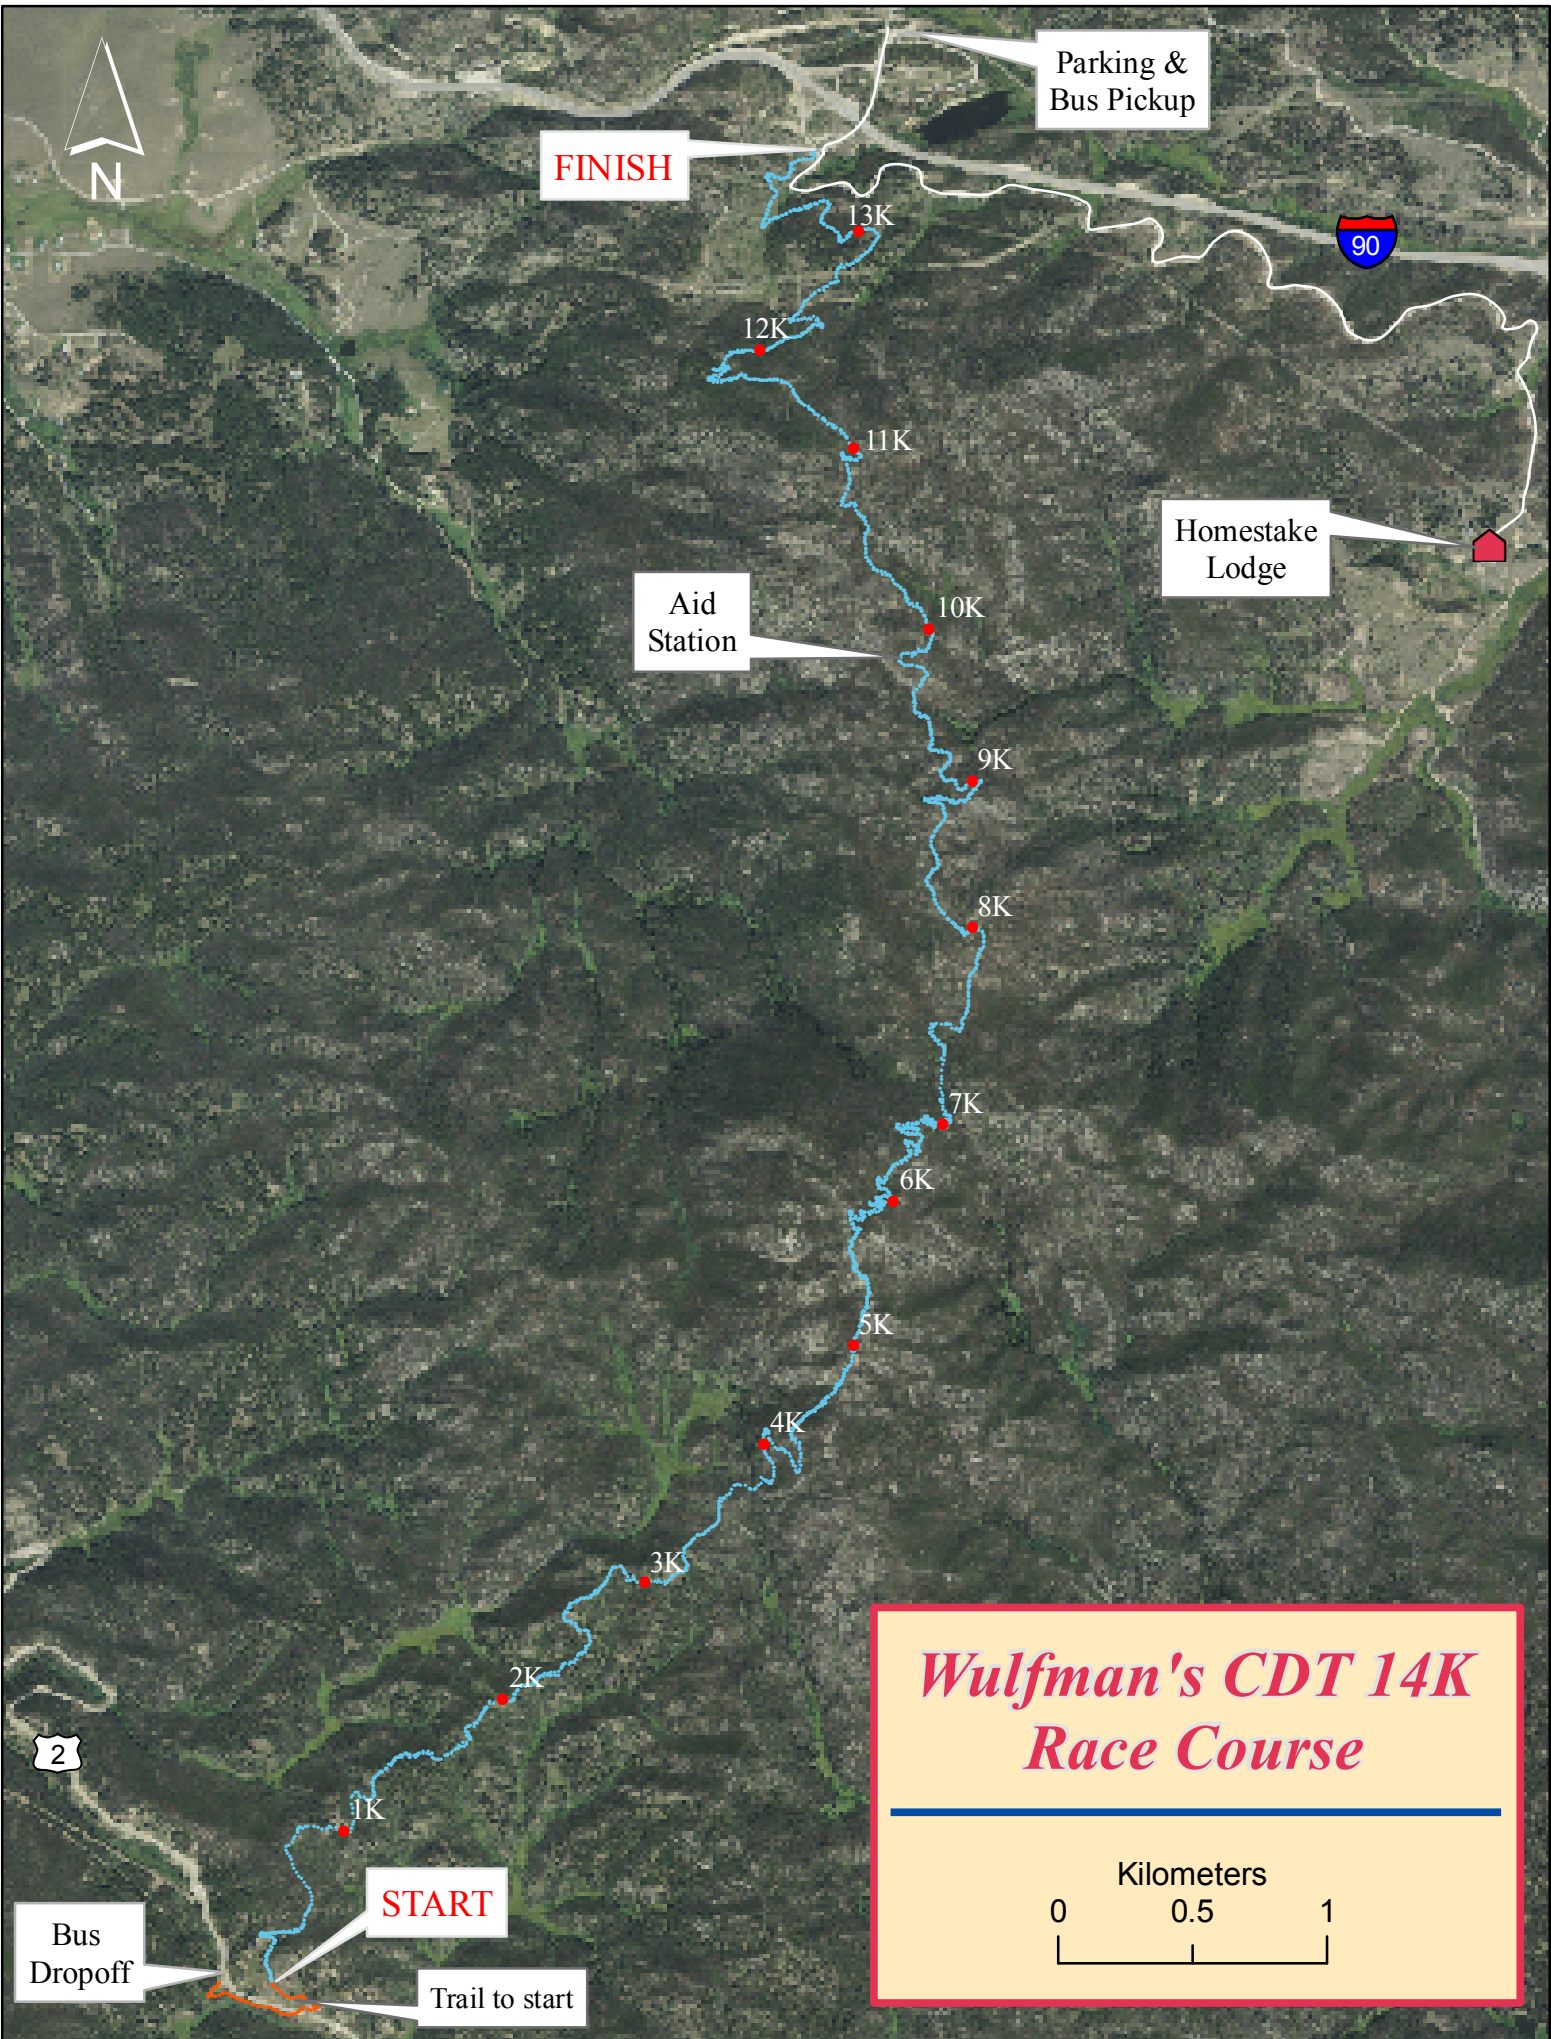 Parking &
Bus Pickup
FINISH
N
13K
90
12K
11K
Homestake
Lodge
Aid
Station
10K
9K
8K
7K
6K
5K
4K
3K
2K
2
1K
START
Bus
Dropoff
Trail to start
Wulfman's CDT 14K
Race Course
Kilometers
0 0.5 1